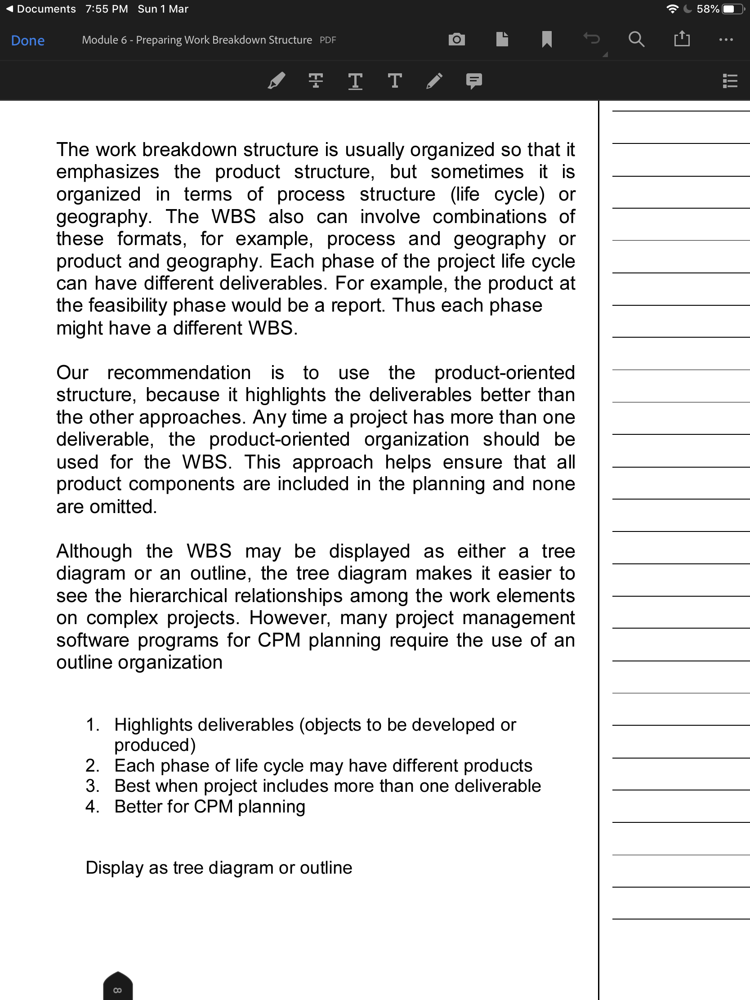 Documents 7:55 PM Sun 1 Mar 58%
Done Module 6 - Preparing Work Breakdown Structure PDF
The work breakdown structure is usually organized so that it
emphasizes the product structure, but sometimes it is
organized in terms of process structure (life cycle) or
geography. The WBS also can involve combinations of
these formats, for example, process and geography or
product and geography. Each phase of the project life cycle
can have different deliverables. For example, the product at
the feasibility phase would be a report. Thus each phase
might have a different WBS.
Our recommendation is to use the product-oriented
structure, because it highlights the deliverables better than
the other approaches. Any time a project has more than one
deliverable, the product-oriented organization should be
used for the WBS. This approach helps ensure that all
product components are included in the planning and none
are omitted.
Although the WBS may be displayed as either a tree
diagram or an outline, the tree diagram makes it easier to
see the hierarchical relationships among the work elements
on complex projects. However, many project management
software programs for CPM planning require the use of an
outline organization
1. Highlights deliverables (objects to be developed or
produced)
2. Each phase of life cycle may have different products
3. Best when project includes more than one deliverable
4. Better for CPM planning
Display as tree diagram or outline
8